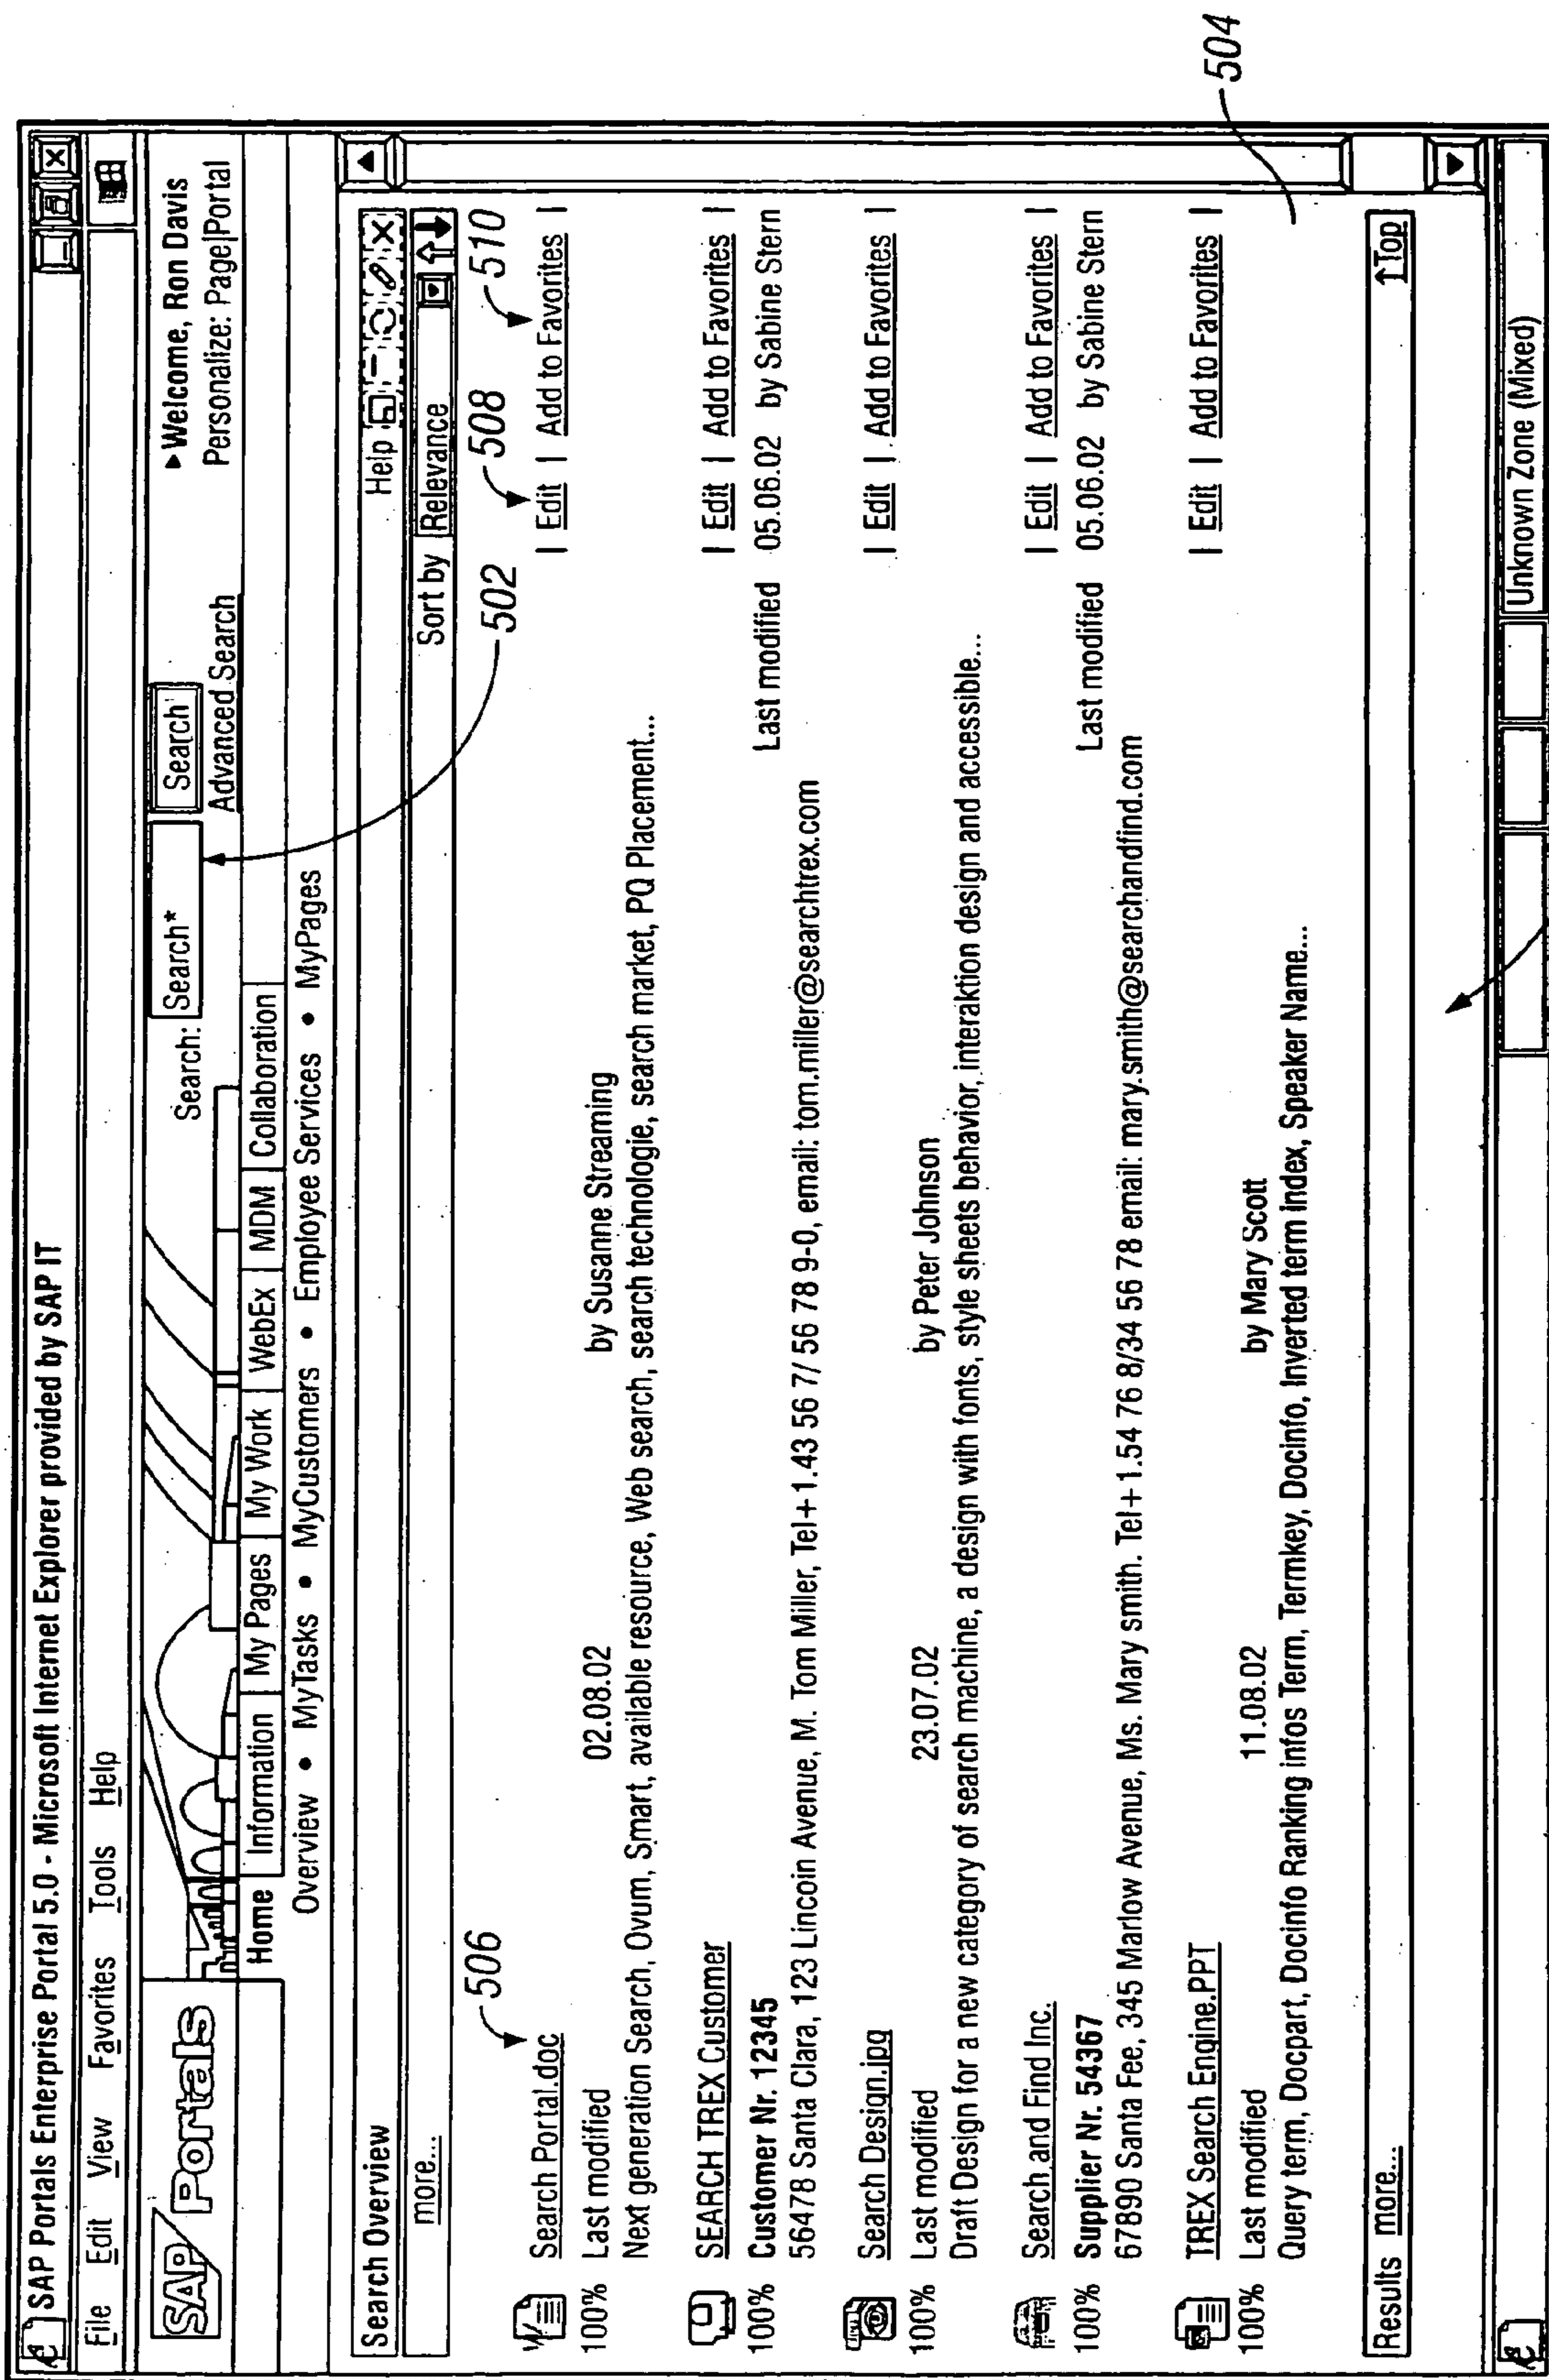 SAP Portals Enterprise Portal 5.0 - Microsoft Internet Explorer provided by SAP IT
File Edit View Favorites Tools Help
SAP Portals
Search: Search* Search
Advanced Search
▸Welcome, Ron Davis
Personalize: Page|Portal
Home Information My Pages My Work WebEx MDM Collaboration
Overview • MyTasks • MyCustomers • Employee Services • MyPages
Search Overview Help
more... Sort by Relevance
506 502 508 510
Search Portal.doc | Edit | Add to Favorites |
100% Last modified 02.08.02 by Susanne Streaming
Next generation Search, Ovum, Smart, available resource, Web search, search technologie, search market, PQ Placement...
SEARCH TREX Customer | Edit | Add to Favorites |
100% Customer Nr. 12345 Last modified 05.06.02 by Sabine Stern
56478 Santa Clara, 123 Lincoin Avenue, M. Tom Miller, Tel+1.43 56 7/ 56 78 9-0, email: tom.miller@searchtrex.com
Search Design.jpg | Edit | Add to Favorites |
100% Last modified 23.07.02 by Peter Johnson
Draft Design for a new category of search machine, a design with fonts, style sheets behavior, interaktion design and accessible...
Search and Find Inc. | Edit | Add to Favorites |
100% Supplier Nr. 54367 Last modified 05.06.02 by Sabine Stern
67890 Santa Fee, 345 Marlow Avenue, Ms. Mary smith. Tel+1.54 76 8/34 56 78 email: mary.smith@searchandfind.com
TREX Search Engine.PPT | Edit | Add to Favorites |
504
100% Last modified 11.08.02 by Mary Scott
Query term, Docpart, Docinfo Ranking infos Term, Termkey, Docinfo, Inverted term index, Speaker Name...
Results more... ↑Top
Unknown Zone (Mixed)